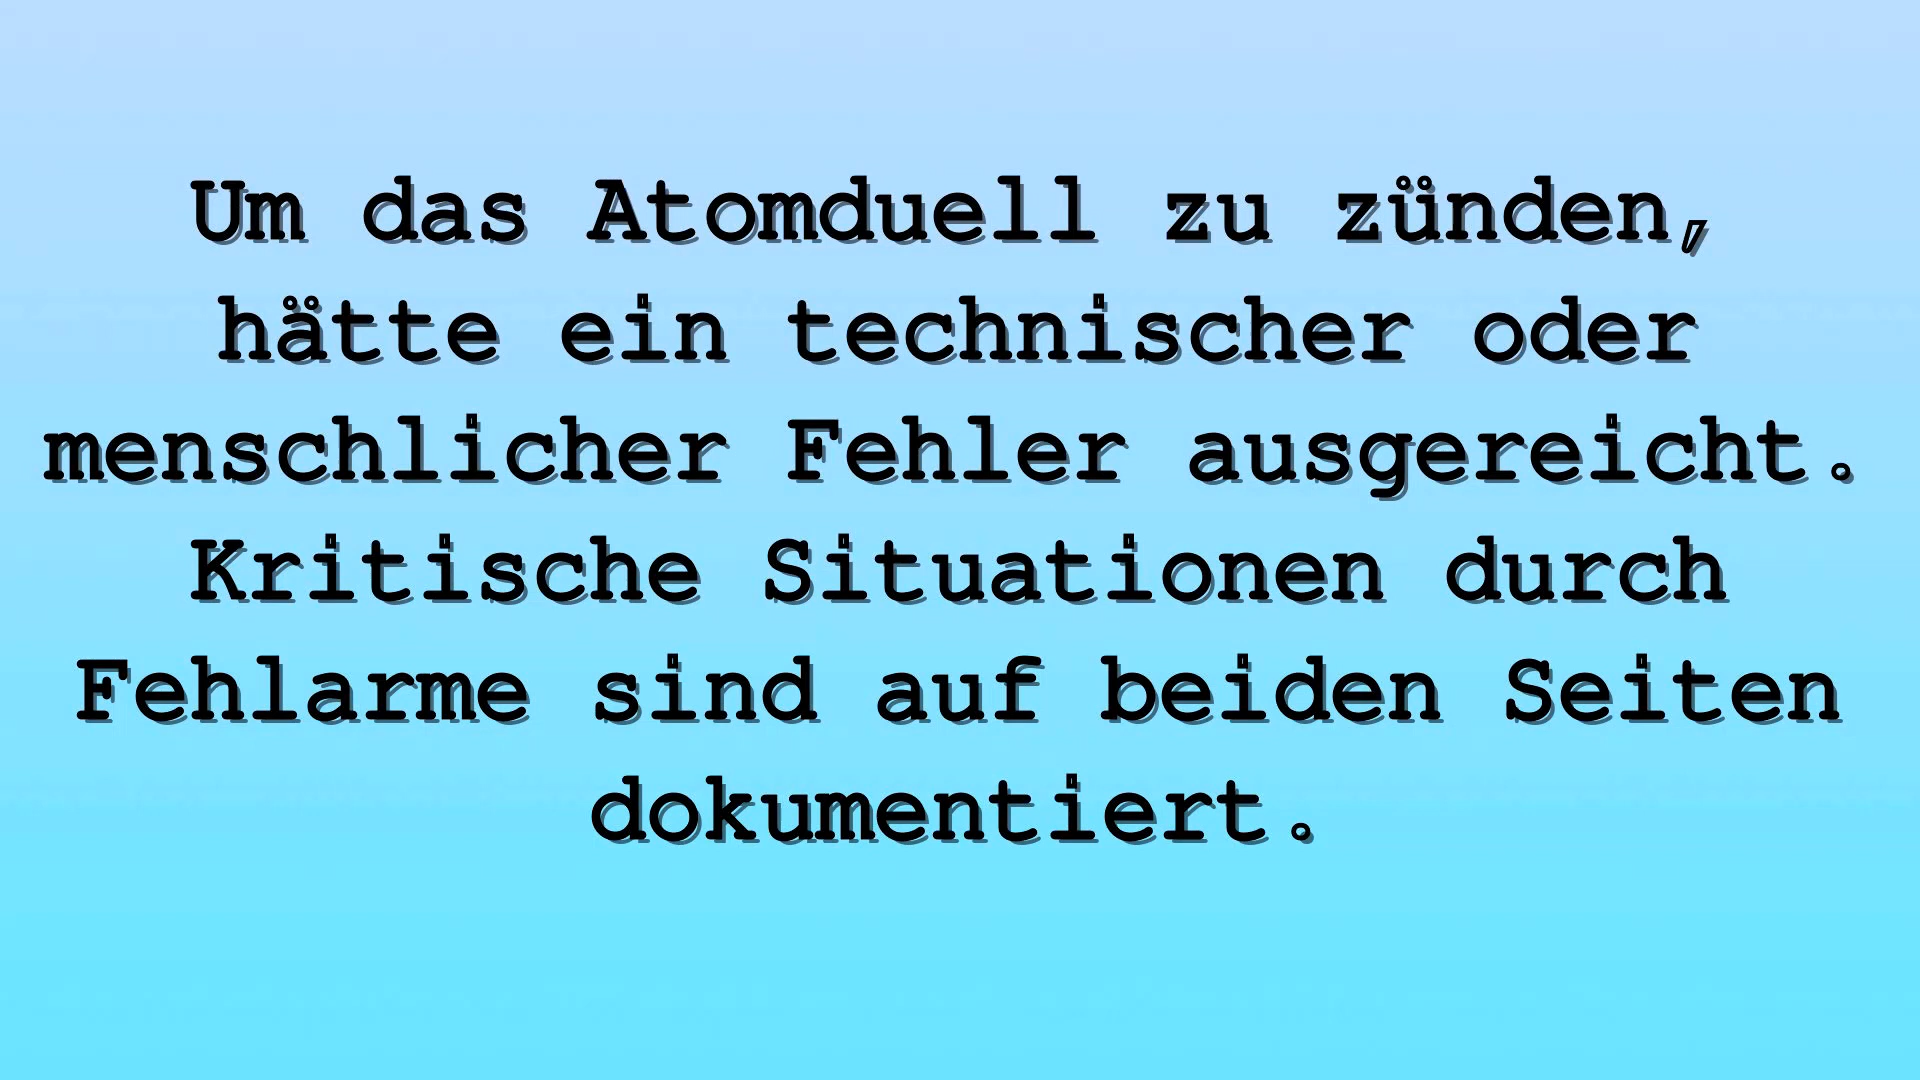 Um das Atomduell zu zünden,
hätte ein technischer oder
menschlicher Fehler ausgereicht.
Kritische Situationen durch
Fehlarme sind auf beiden Seiten
dokumentiert.